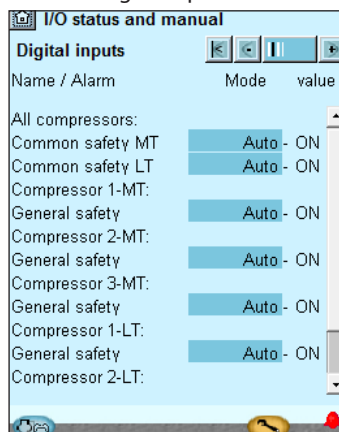 I/O status and manual
Digital inputs
Name / Alarm Mode value
All compressors:
Common safety MT Auto - ON
Common safety LT Auto - ON
Compressor 1-MT:
General safety Auto - ON
Compressor 2-MT:
General safety Auto - ON
Compressor 3-MT:
General safety Auto - ON
Compressor 1-LT:
General safety Auto - ON
Compressor 2-LT: